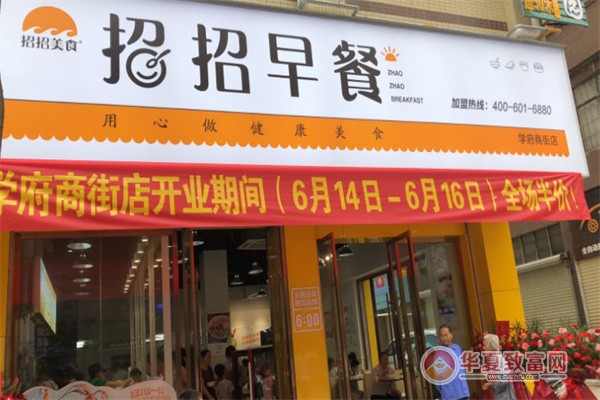 招招美食
招招早餐
ZHAO
ZHAO
BREAKFAST
加盟热线：400-601-6880
用心做健康美食
学府商街店
学府商街店开业期间（6月14日－6月16日）全场半价！
6:00
华夏致富网